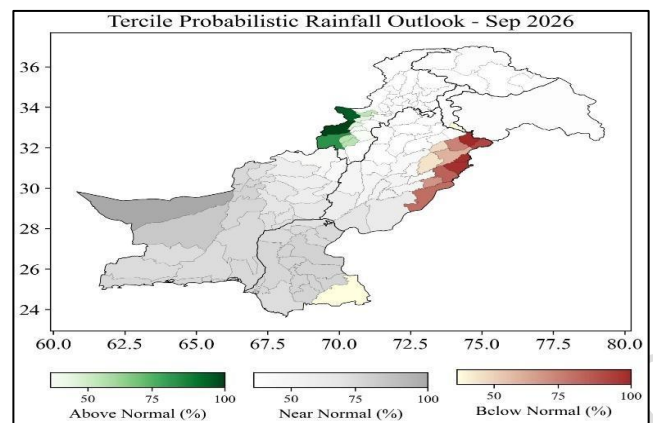 Tercile Probabilistic Rainfall Outlook - Sep 2026
36
34
32
30
28
26
24
60.0 62.5 65.0 67.5 70.0 72.5 75.0 77.5 80.0
50 75 100 50 75 100 50 75 100
Above Normal (%) Near Normal (%) Below Normal (%)